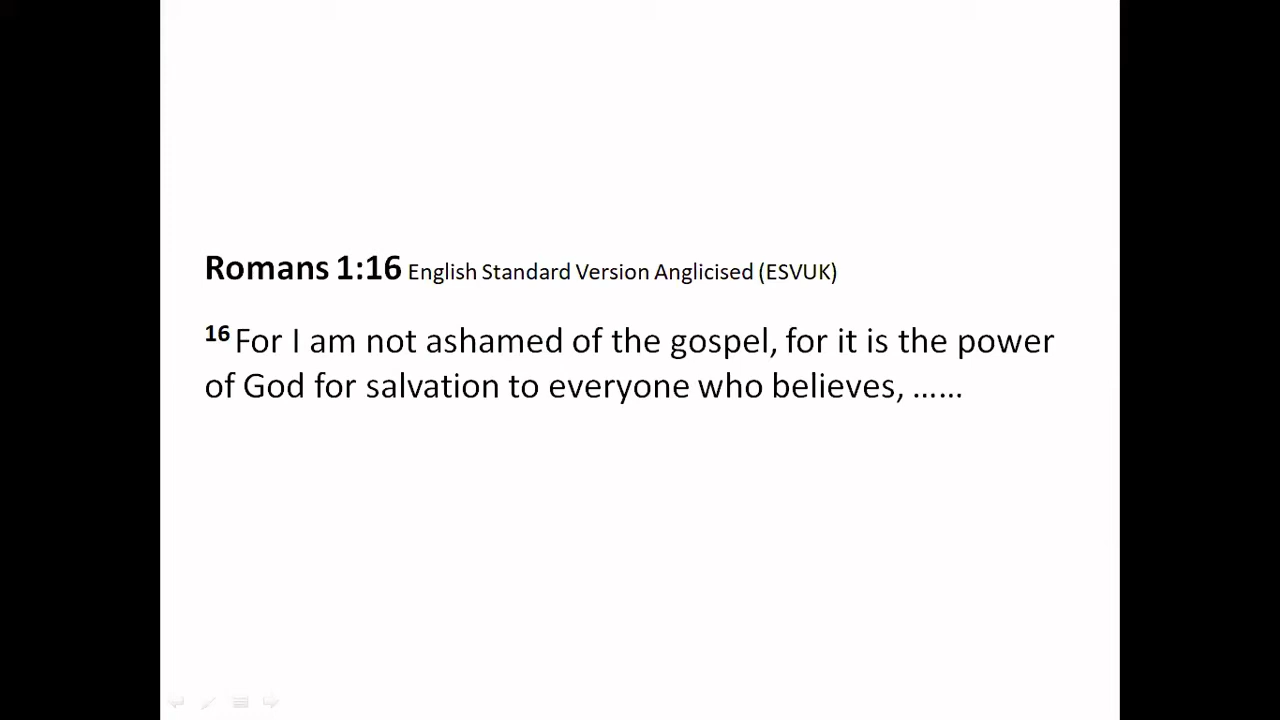 Romans 1:16 English Standard Version Anglicised (ESVUK)
16 For I am not ashamed of the gospel, for it is the power
of God for salvation to everyone who believes, ……